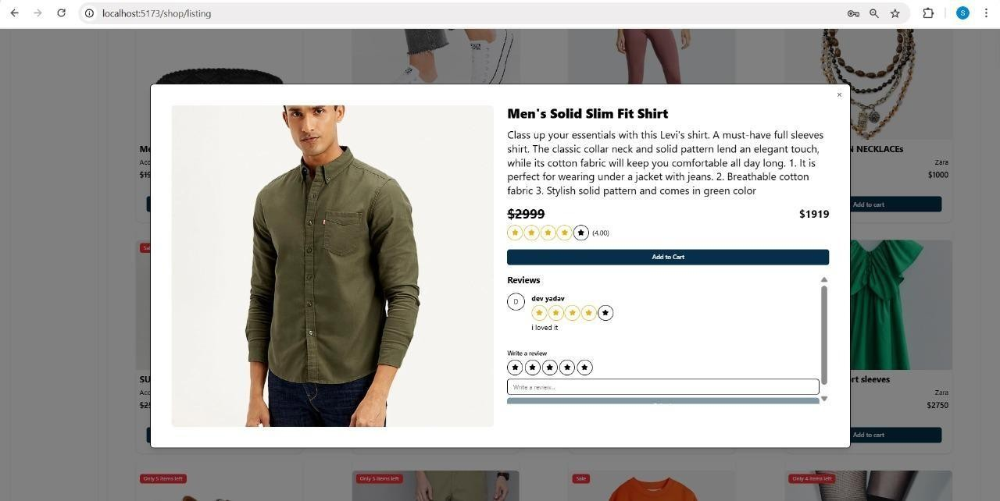 localhost:5173/shop/listing
S
×
Men's Solid Slim Fit Shirt
Class up your essentials with this Levi's shirt. A must-have full sleeves
shirt. The classic collar neck and solid pattern lend an elegant touch,
while its cotton fabric will keep you comfortable all day long. 1. It is
perfect for wearing under a jacket with jeans. 2. Breathable cotton
fabric 3. Stylish solid pattern and comes in green color
$2999 $1919
(4.00)
Add to Cart
Reviews
D dev yadav
i loved it
Write a review
Write a review...
Me
Acc
$19
N NECKLACEs
Zara
$1000
Add to cart
Sal
SU
Acc
$25
rt sleeves
Zara
$2750
Add to cart
Only 5 items left
Only 5 items left
Sale
Only 4 items left